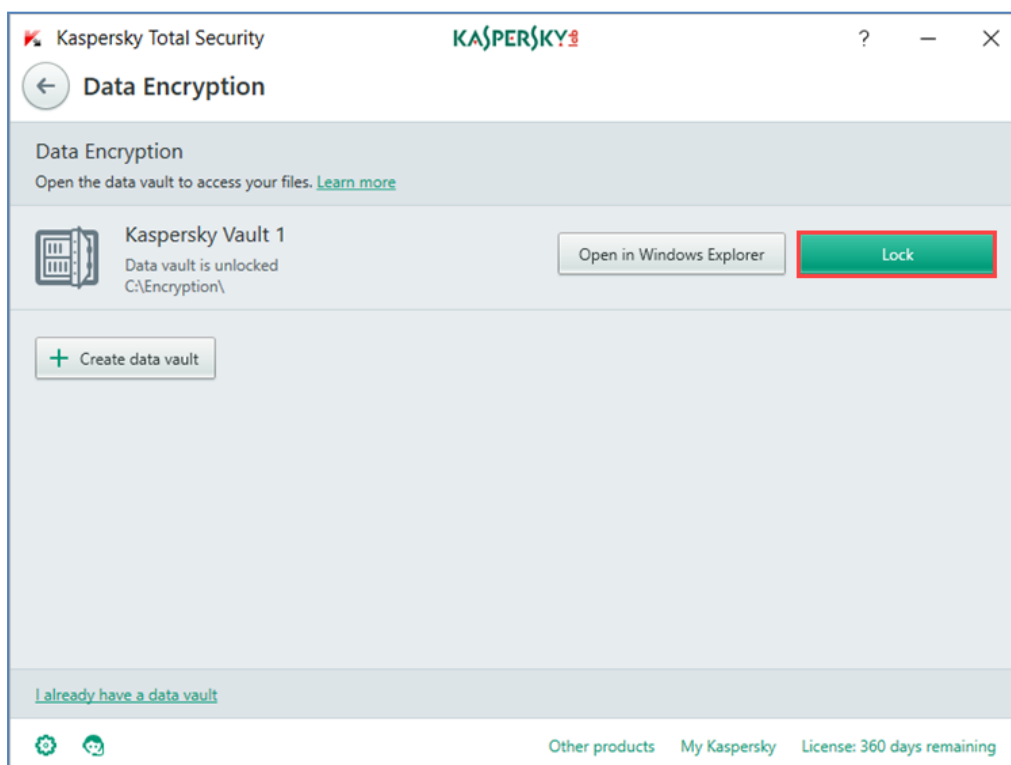 Kaspersky Total Security
KASPERSKY lab
?
Data Encryption
Data Encryption
Open the data vault to access your files. Learn more
Kaspersky Vault 1
Data vault is unlocked
C:\Encryption\
Open in Windows Explorer
Lock
+ Create data vault
I already have a data vault
Other products My Kaspersky License: 360 days remaining